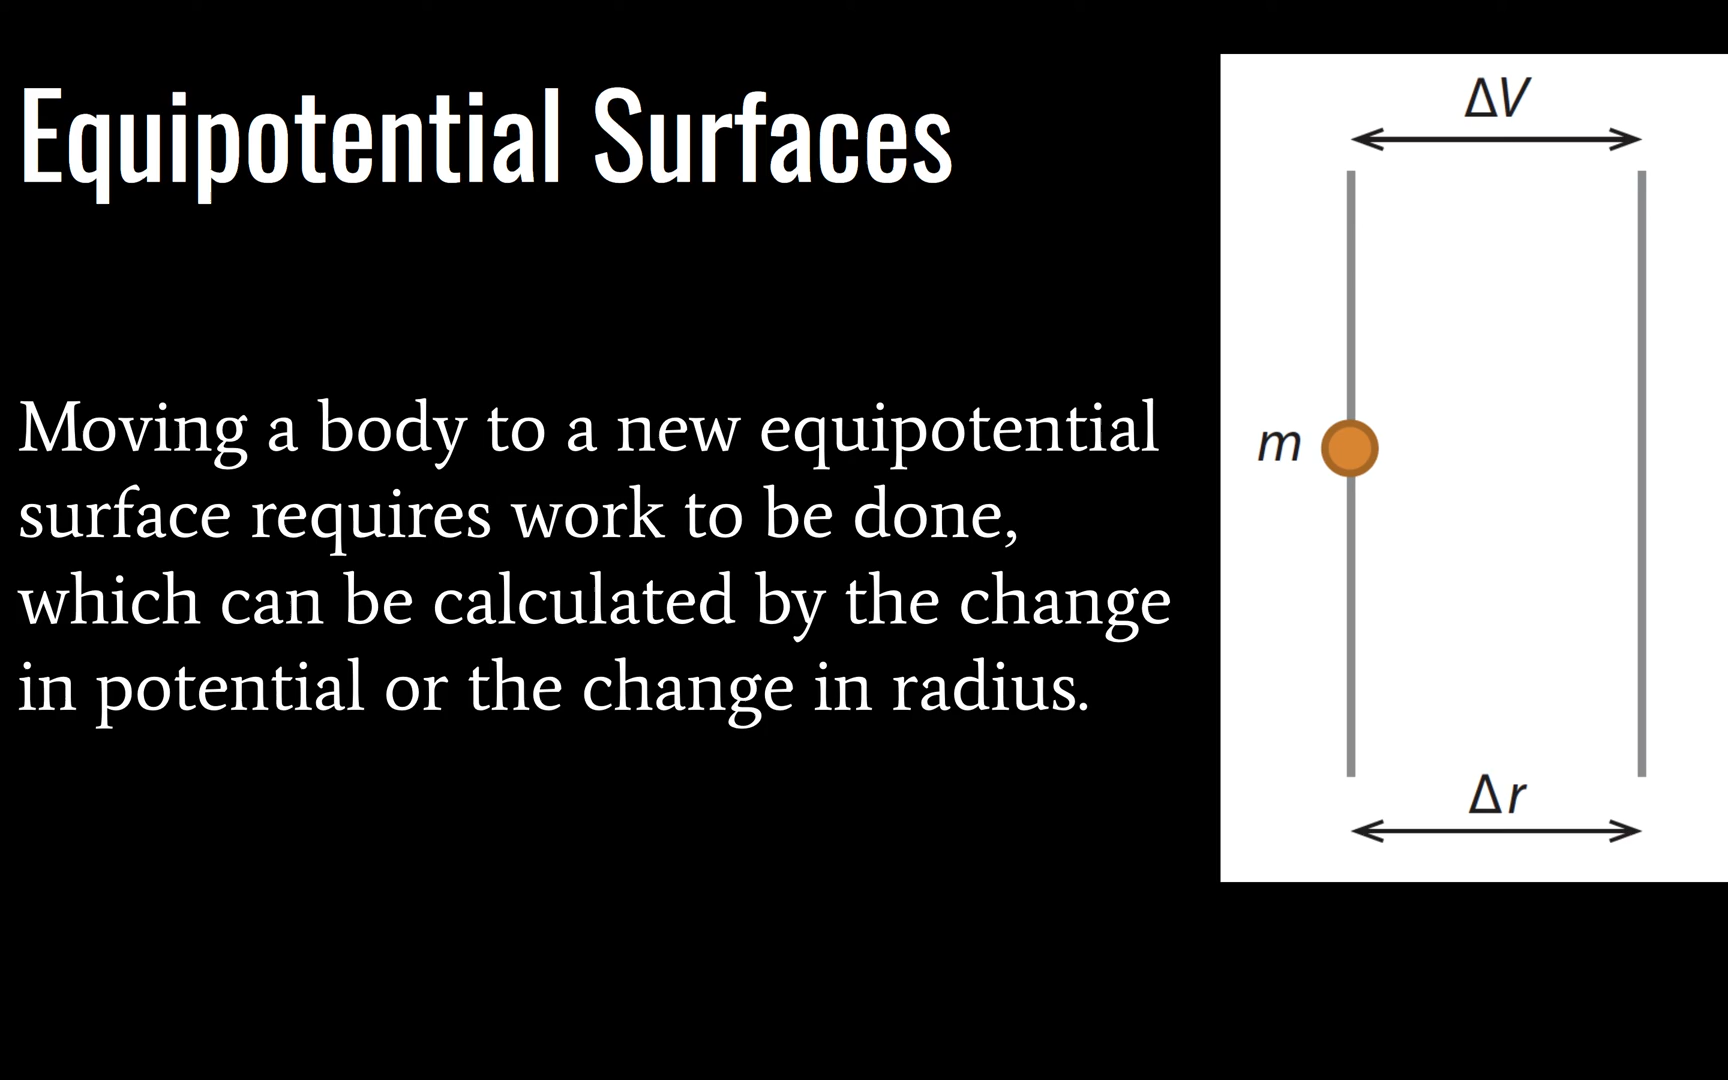 Equipotential Surfaces
Moving a body to a new equipotential
surface requires work to be done,
which can be calculated by the change
in potential or the change in radius.
ΔV
m
Δr